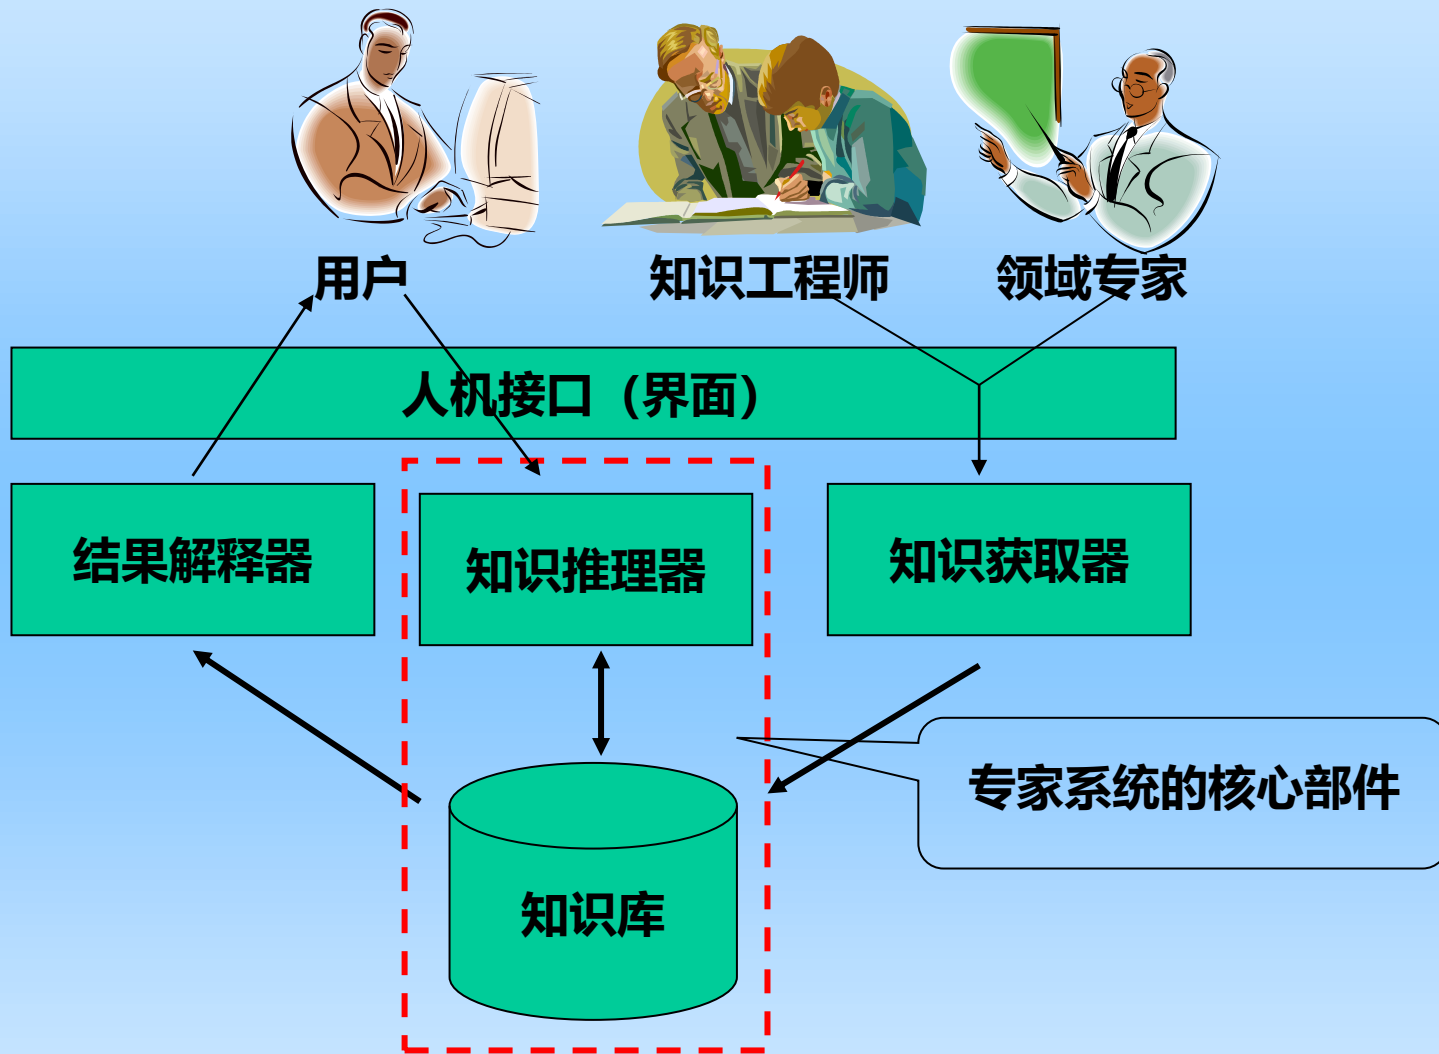 用户
知识工程师
领域专家
人机接口（界面）
结果解释器
知识推理器
知识获取器
专家系统的核心部件
知识库